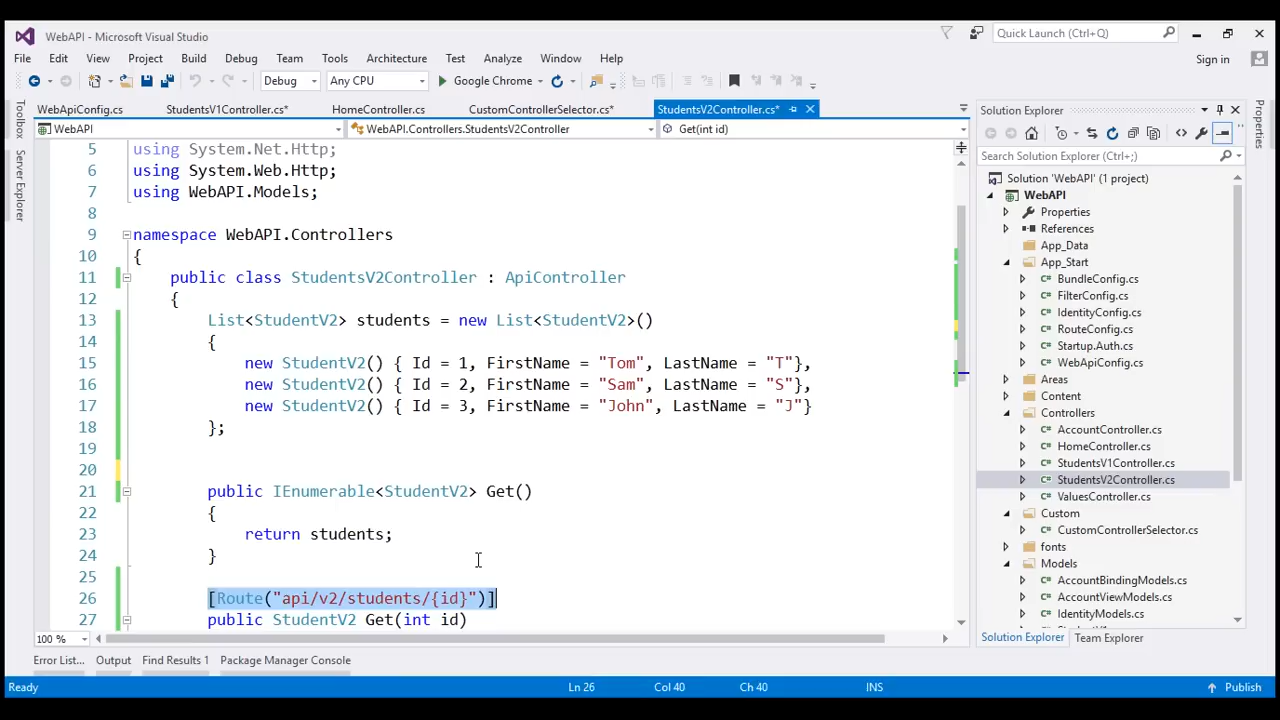 WebAPI - Microsoft Visual Studio
Quick Launch (Ctrl+Q)
File Edit View Project Build Debug Team Tools Architecture Test Analyze Window Help
Sign in
Debug Any CPU Google Chrome
WebApiConfig.cs StudentsV1Controller.cs* HomeController.cs CustomControllerSelector.cs* StudentsV2Controller.cs*
WebAPI WebAPI.Controllers.StudentsV2Controller Get(int id)
Toolbox
Server Explorer
5 using System.Net.Http;
6 using System.Web.Http;
7 using WebAPI.Models;
8
9 namespace WebAPI.Controllers
10 {
11 public class StudentsV2Controller : ApiController
12 {
13 List<StudentV2> students = new List<StudentV2>()
14 {
15 new StudentV2() { Id = 1, FirstName = "Tom", LastName = "T"},
16 new StudentV2() { Id = 2, FirstName = "Sam", LastName = "S"},
17 new StudentV2() { Id = 3, FirstName = "John", LastName = "J"}
18 };
19
20
21 public IEnumerable<StudentV2> Get()
22 {
23 return students;
24 }
25
26 [Route("api/v2/students/{id}")]
27 public StudentV2 Get(int id)
100 %
Solution Explorer
Search Solution Explorer (Ctrl+;)
Solution 'WebAPI' (1 project)
WebAPI
Properties
References
App_Data
App_Start
BundleConfig.cs
FilterConfig.cs
IdentityConfig.cs
RouteConfig.cs
Startup.Auth.cs
WebApiConfig.cs
Areas
Content
Controllers
AccountController.cs
HomeController.cs
StudentsV1Controller.cs
StudentsV2Controller.cs
ValuesController.cs
Custom
CustomControllerSelector.cs
fonts
Models
AccountBindingModels.cs
AccountViewModels.cs
IdentityModels.cs
Solution Explorer Team Explorer
Properties
Error List... Output Find Results 1 Package Manager Console
Ready Ln 26 Col 40 Ch 40 INS Publish